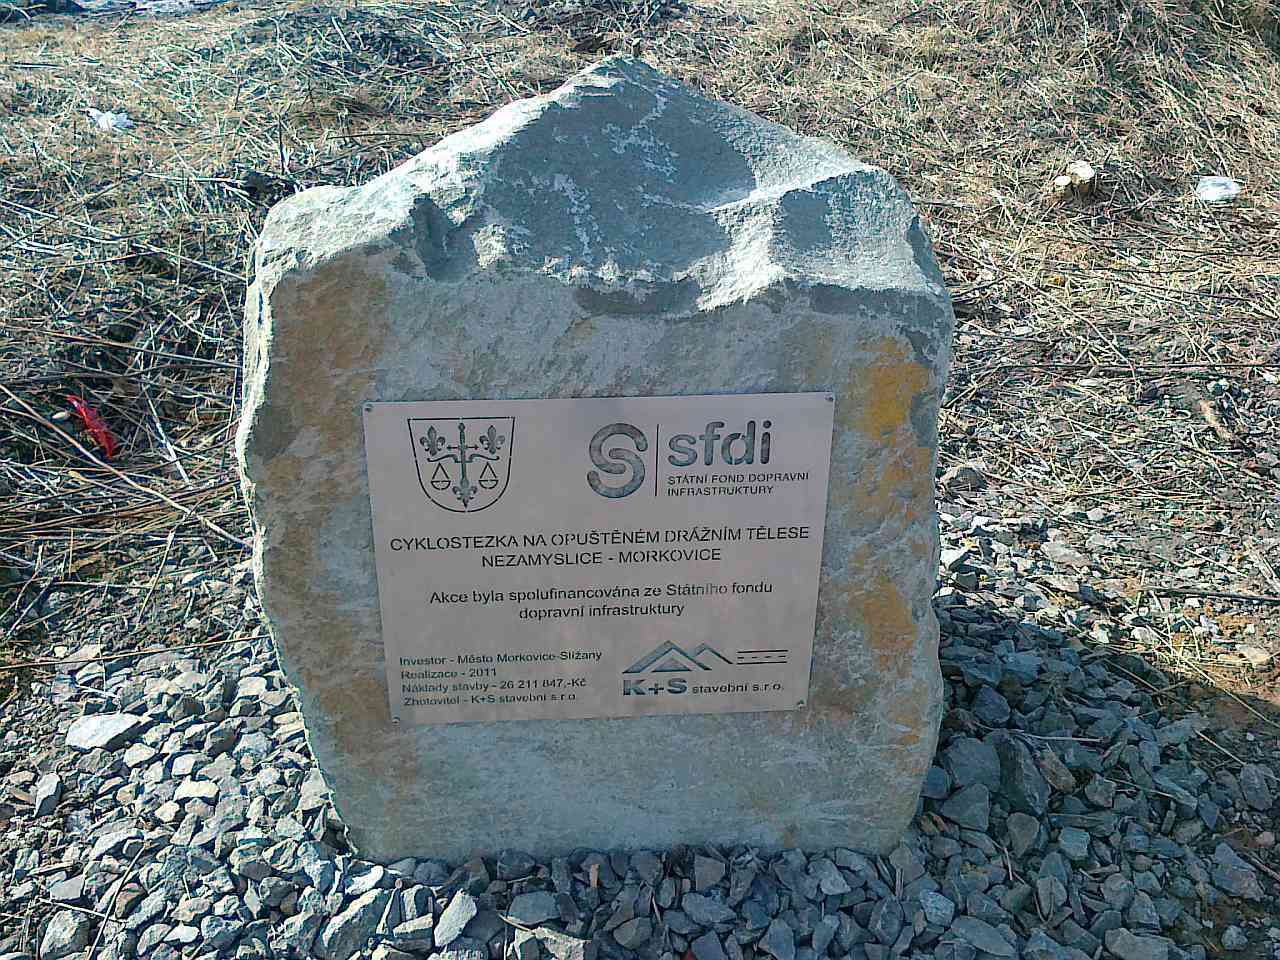 sfdi
STÁTNÍ FOND DOPRAVNÍ
INFRASTRUKTURY
CYKLOSTEZKA NA OPUŠTĚNÉM DRÁŽNÍM TĚLESE
NEZAMYSLICE - MORKOVICE
Akce byla spolufinancována ze Státního fondu
dopravní infrastruktury
Investor - Město Morkovice-Slížany
Realizace - 2011
Náklady stavby - 26 211 847,-Kč
Zhotovitel - K+S stavební s.r.o.
K+S stavební s.r.o.